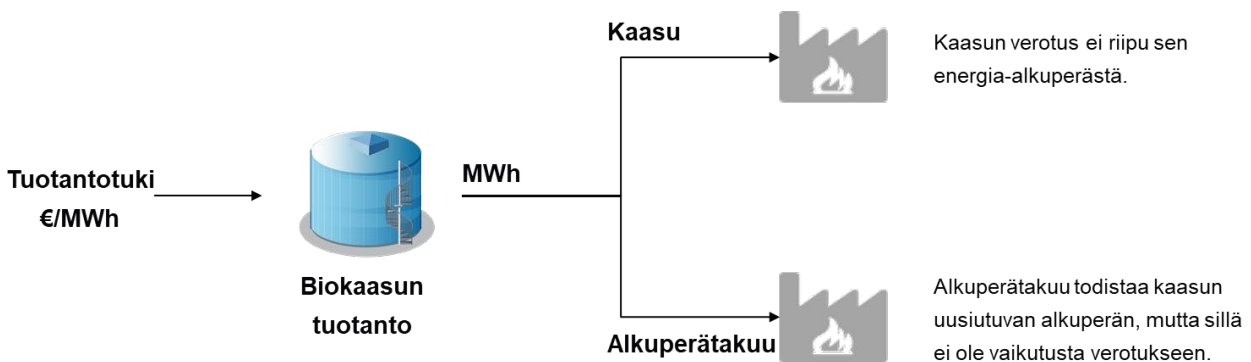 Tuotantotuki
€/MWh
Biokaasun
tuotanto
MWh
Kaasu
Kaasun verotus ei riipu sen
energia-alkuperästä.
Alkuperätakuu
Alkuperätakuu todistaa kaasun
uusiutuvan alkuperän, mutta sillä
ei ole vaikutusta verotukseen.